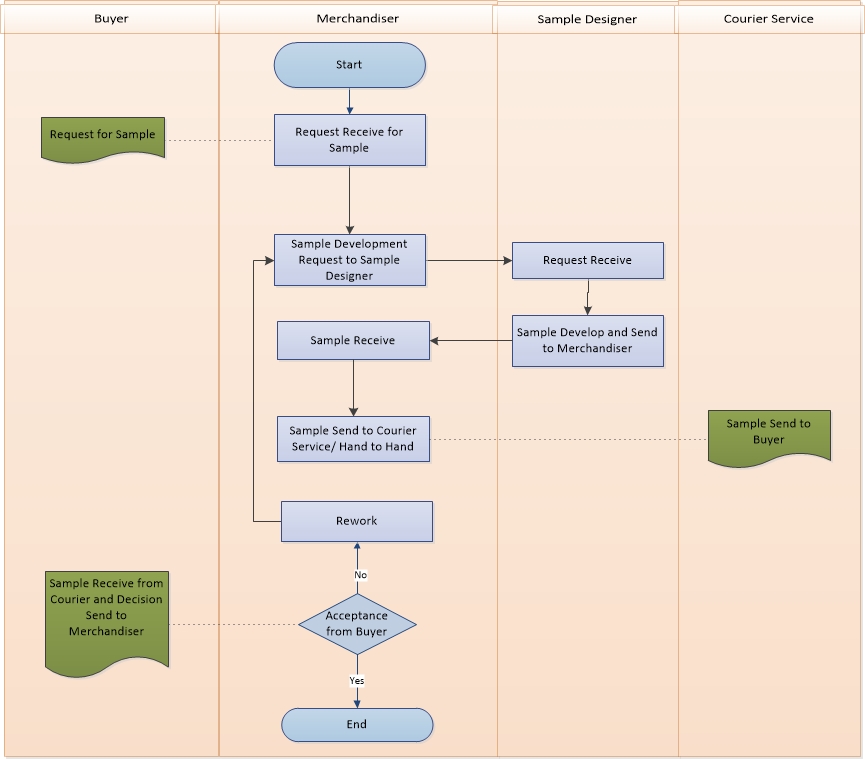 Buyer
Merchandiser
Sample Designer
Courier Service
Start
Request for Sample
Request Receive for
Sample
Sample Development
Request to Sample
Designer
Request Receive
Sample Develop and Send
to Merchandiser
Sample Receive
Sample Send to Courier
Service/ Hand to Hand
Sample Send to
Buyer
Rework
No
Sample Receive from
Courier and Decision
Send to
Merchandiser
Acceptance
from Buyer
Yes
End